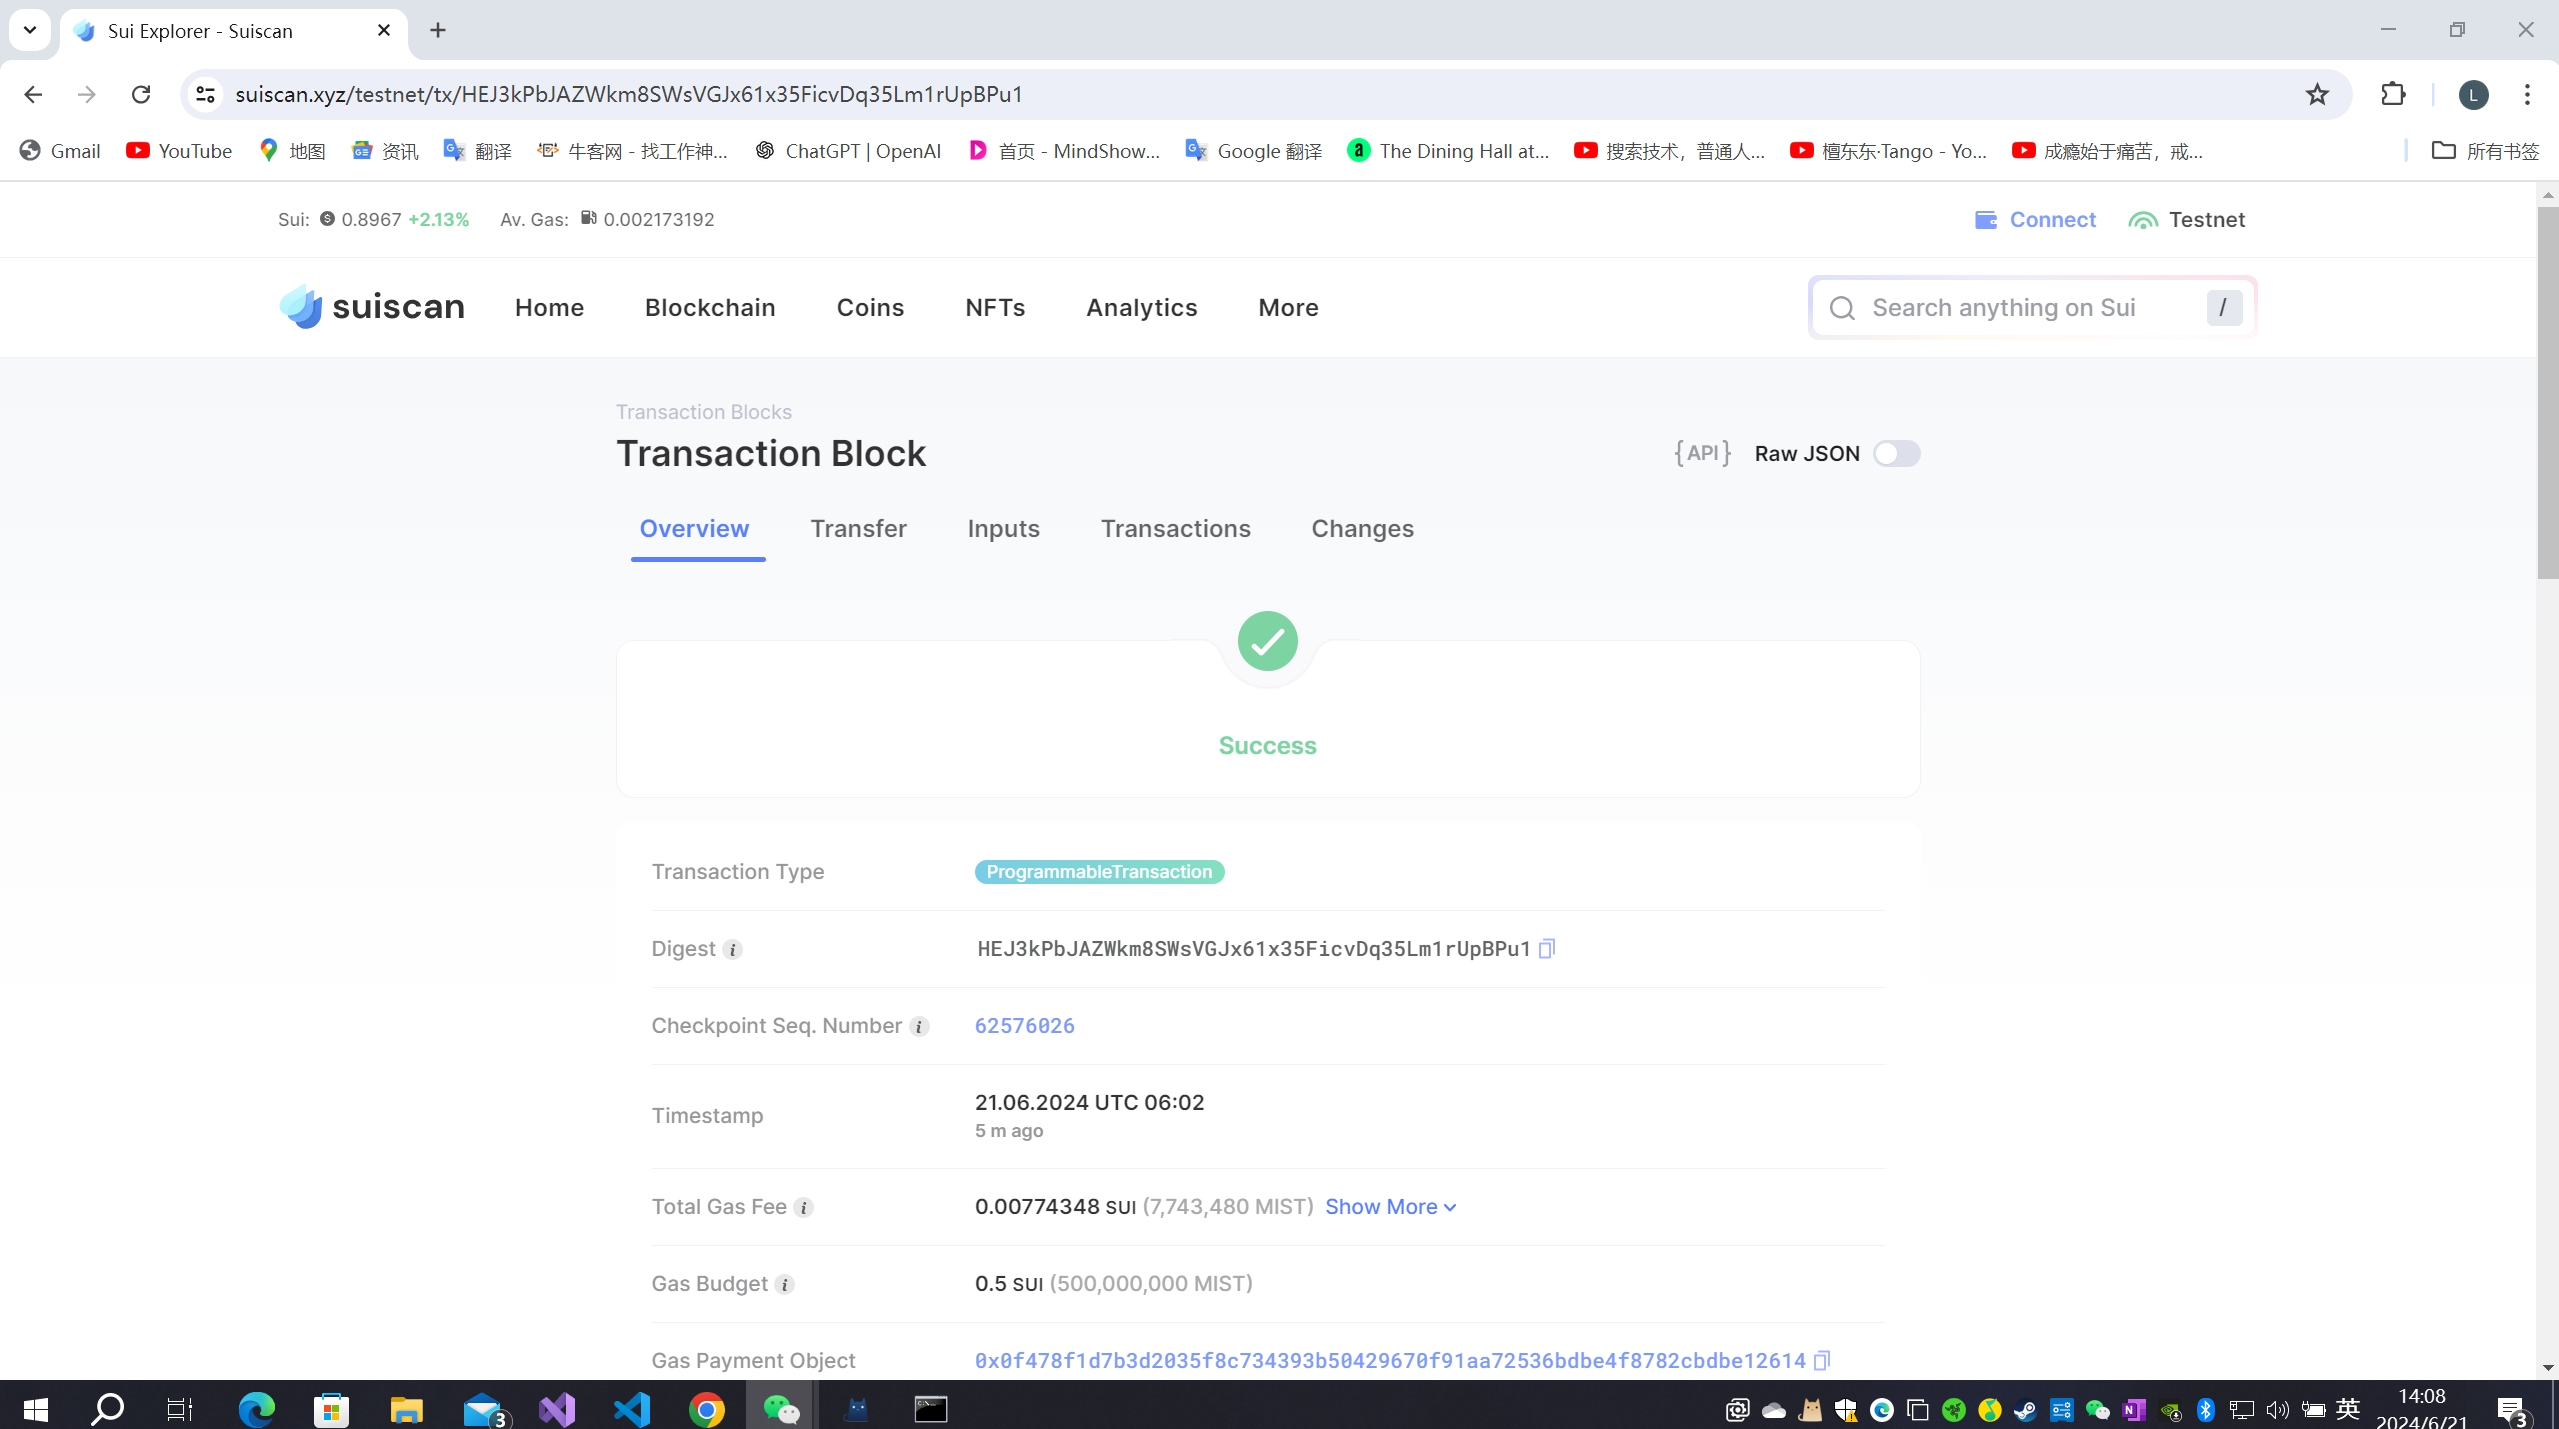 Sui Explorer - Suiscan
suiscan.xyz/testnet/tx/HEJ3kPbJAZWkm8SWsVGJx61x35FicvDq35Lm1rUpBPu1
L
Gmail YouTube 地图 资讯 翻译 牛客网 - 找工作神... ChatGPT | OpenAI 首页 - MindShow... Google 翻译 The Dining Hall at... 搜索技术，普通人... 檀东东·Tango - Yo... 成瘾始于痛苦，戒... 所有书签
Sui: 0.8967 +2.13% Av. Gas: 0.002173192 Connect Testnet
suiscan Home Blockchain Coins NFTs Analytics More Search anything on Sui /
Transaction Blocks
Transaction Block {API} Raw JSON
Overview Transfer Inputs Transactions Changes
Success
Transaction Type ProgrammableTransaction
Digest i HEJ3kPbJAZWkm8SWsVGJx61x35FicvDq35Lm1rUpBPu1
Checkpoint Seq. Number i 62576026
Timestamp 21.06.2024 UTC 06:02
5 m ago
Total Gas Fee i 0.00774348 SUI (7,743,480 MIST) Show More
Gas Budget i 0.5 SUI (500,000,000 MIST)
Gas Payment Object 0x0f478f1d7b3d2035f8c734393b50429670f91aa72536bdbe4f8782cbdbe12614
3 英 14:08 3
2024/6/21